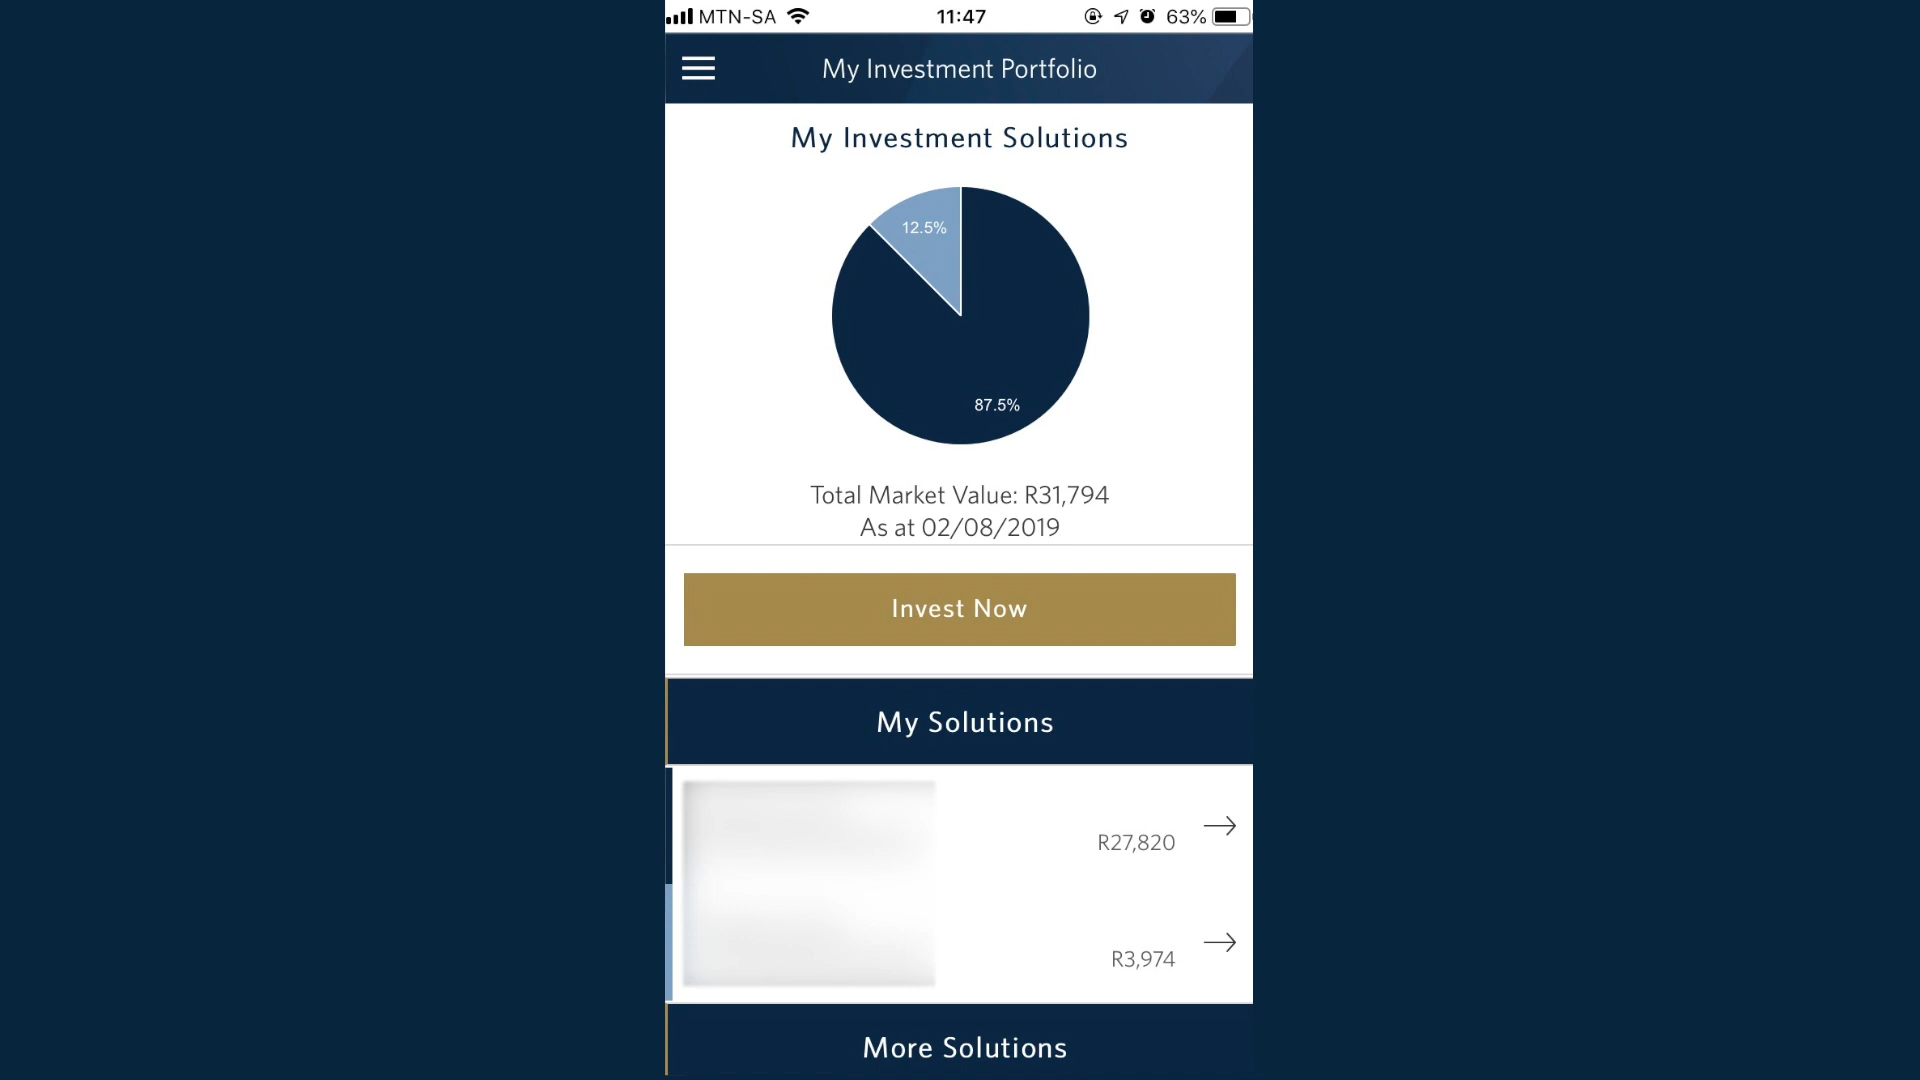 MTN-SA 11:47 63%
My Investment Portfolio
My Investment Solutions
12.5%
87.5%
Total Market Value: R31,794
As at 02/08/2019
Invest Now
My Solutions
R27,820
R3,974
More Solutions